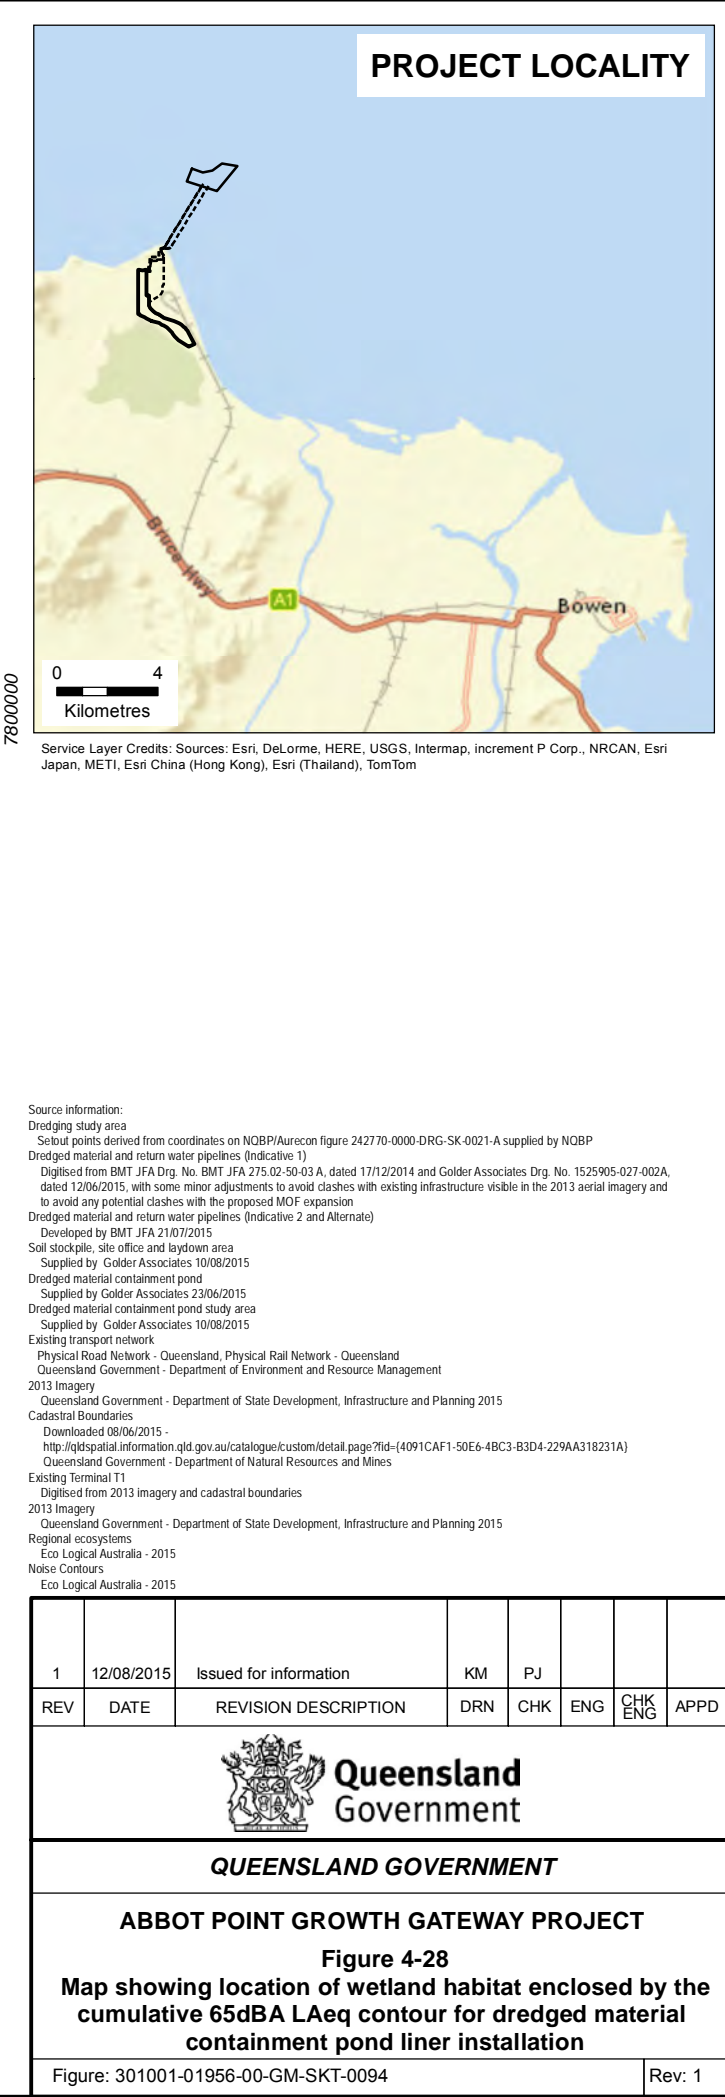 PROJECT LOCALITY
Bruce Hwy
A1
Bowen
0 4
Kilometres
7800000
Service Layer Credits: Sources: Esri, DeLorme, HERE, USGS, Intermap, increment P Corp., NRCAN, Esri
Japan, METI, Esri China (Hong Kong), Esri (Thailand), TomTom
Source information:
Dredging study area
Setout points derived from coordinates on NQBP/Aurecon figure 242770-0000-DRG-SK-0021-A supplied by NQBP
Dredged material and return water pipelines (Indicative 1)
Digitised from BMT JFA Drg. No. BMT JFA 275.02-50-03 A, dated 17/12/2014 and Golder Associates Drg. No. 1525905-027-002A,
dated 12/06/2015, with some minor adjustments to avoid clashes with existing infrastructure visible in the 2013 aerial imagery and
to avoid any potential clashes with the proposed MOF expansion
Dredged material and return water pipelines (Indicative 2 and Alternate)
Developed by BMT JFA 21/07/2015
Soil stockpile, site office and laydown area
Supplied by Golder Associates 10/08/2015
Dredged material containment pond
Supplied by Golder Associates 23/06/2015
Dredged material containment pond study area
Supplied by Golder Associates 10/08/2015
Existing transport network
Physical Road Network - Queensland, Physical Rail Network - Queensland
Queensland Government - Department of Environment and Resource Management
2013 Imagery
Queensland Government - Department of State Development, Infrastructure and Planning 2015
Cadastral Boundaries
Downloaded 08/06/2015 -
http://qldspatial.information.qld.gov.au/catalogue/custom/detail.page?fid={4091CAF1-50E6-4BC3-B3D4-229AA318231A}
Queensland Government - Department of Natural Resources and Mines
Existing Terminal T1
Digitised from 2013 imagery and cadastral boundaries
2013 Imagery
Queensland Government - Department of State Development, Infrastructure and Planning 2015
Regional ecosystems
Eco Logical Australia - 2015
Noise Contours
Eco Logical Australia - 2015
1 12/08/2015 Issued for information KM PJ
REV DATE REVISION DESCRIPTION DRN CHK ENG CHK ENG APPD
Queensland
Government
QUEENSLAND GOVERNMENT
ABBOT POINT GROWTH GATEWAY PROJECT
Figure 4-28
Map showing location of wetland habitat enclosed by the
cumulative 65dBA LAeq contour for dredged material
containment pond liner installation
Figure: 301001-01956-00-GM-SKT-0094 Rev: 1